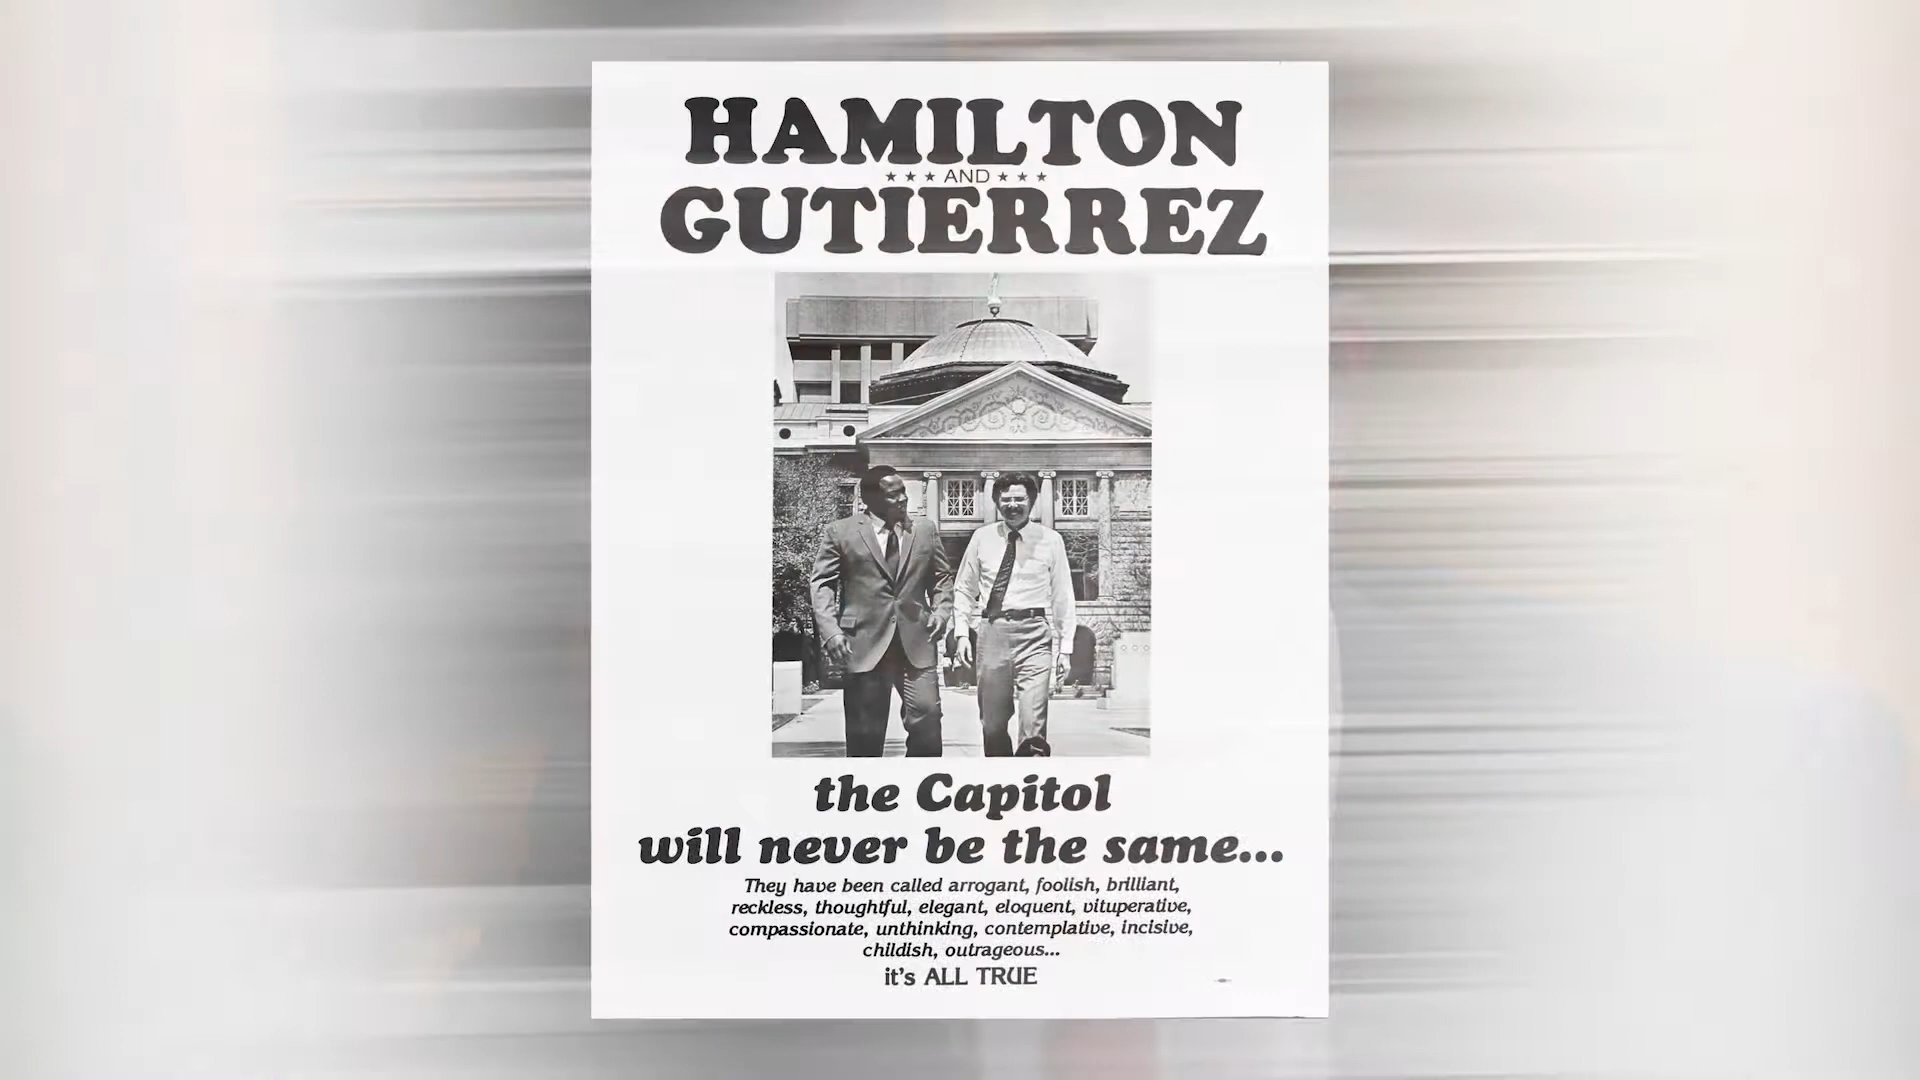 HAMILTON
★ ★ ★ AND ★ ★ ★
GUTIERREZ
the Capitol
will never be the same...
They have been called arrogant, foolish, brilliant,
reckless, thoughtful, elegant, eloquent, vituperative,
compassionate, unthinking, contemplative, incisive,
childish, outrageous...
it's ALL TRUE